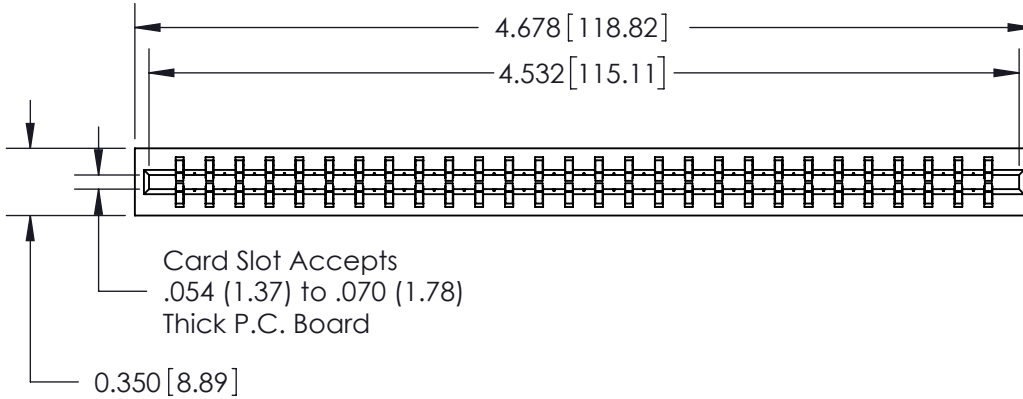 4.678 [118.82]
4.532 [115.11]
Card Slot Accepts
.054 (1.37) to .070 (1.78)
Thick P.C. Board
0.350 [8.89]